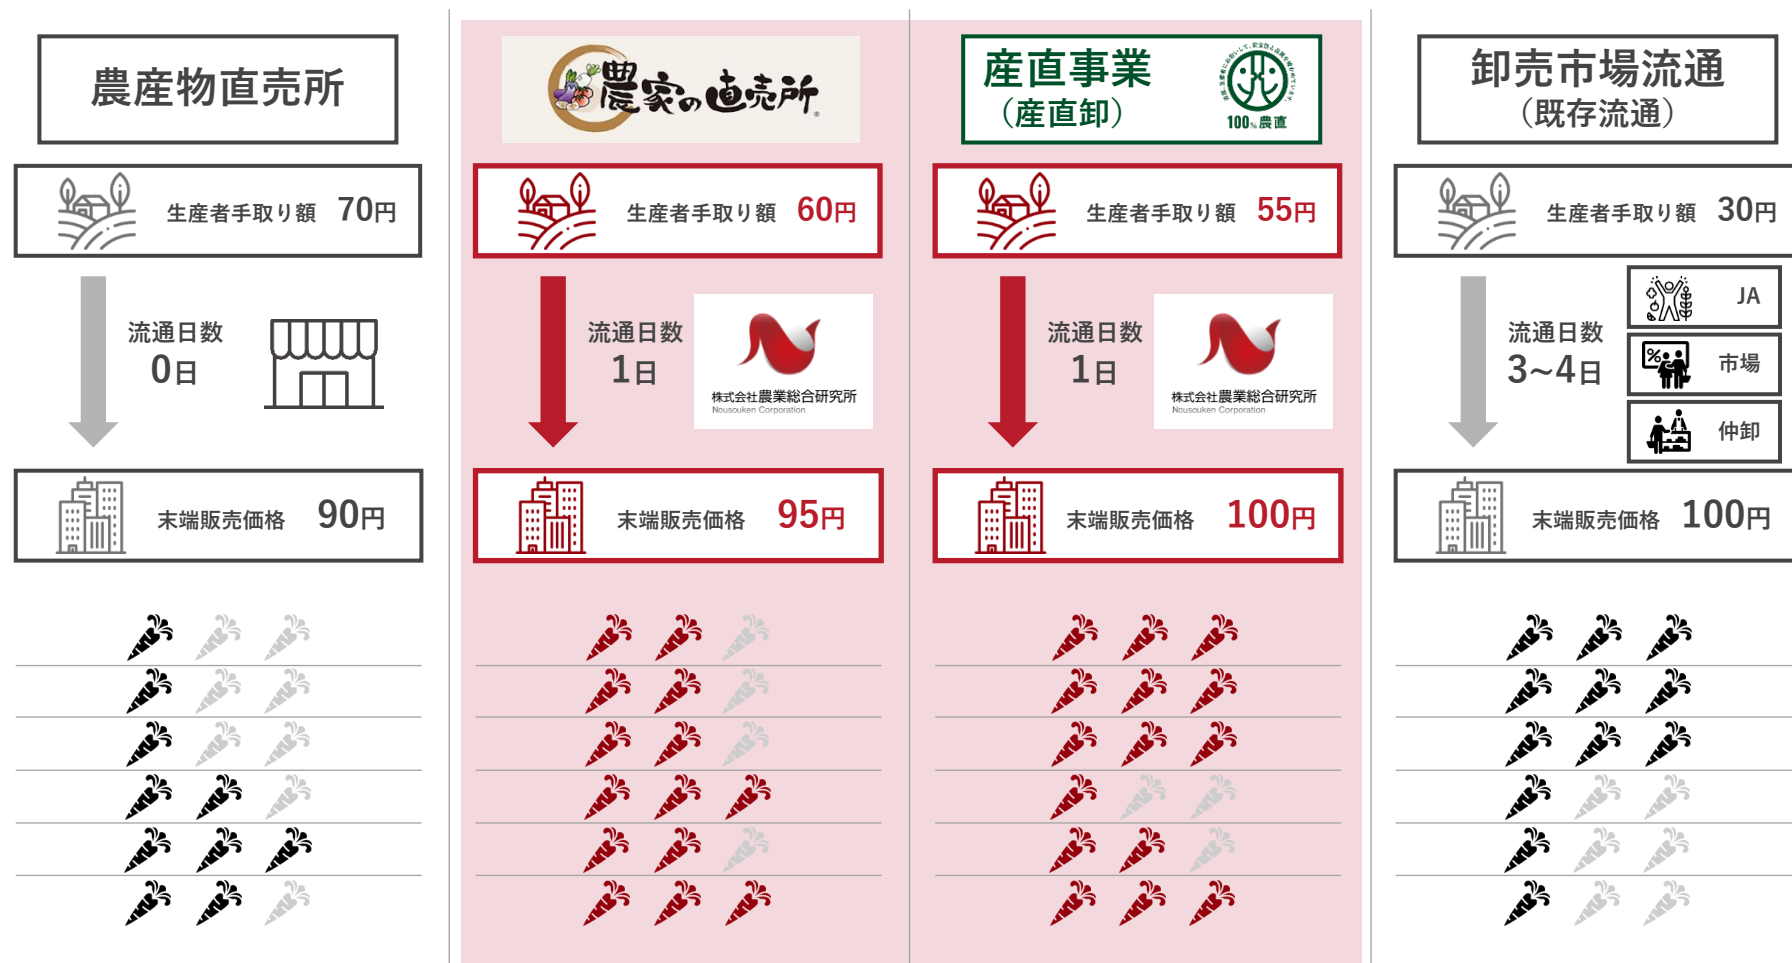 農産物直売所
生産者手取り額 70円
流通日数
0日
末端販売価格 90円
農家の直売所
生産者手取り額 60円
流通日数
1日
株式会社農業総合研究所
Nousouken Corporation
末端販売価格 95円
産直事業
（産直卸）
100%農直
生産者手取り額 55円
流通日数
1日
株式会社農業総合研究所
Nousouken Corporation
末端販売価格 100円
卸売市場流通
（既存流通）
生産者手取り額 30円
流通日数
3~4日
JA
%
市場
仲卸
末端販売価格 100円